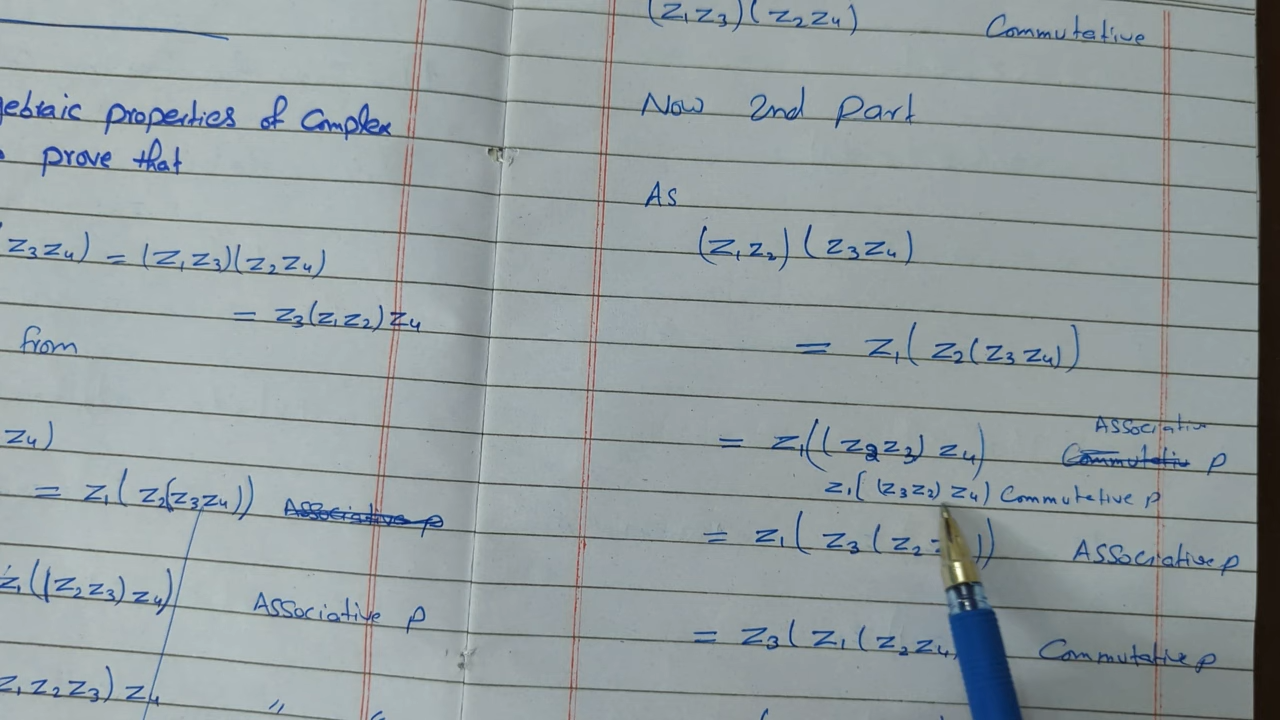 gebraic properties of Complex
prove that
z₃z₄) = (z₁z₃)(z₂z₄)
= z₃(z₁z₂)z₄
from
z₄)
= z₁(z₂(z₃z₄)) Associative p
z₁((z₂z₃)z₄) Associative p
z₁z₂z₃)z₄ "
(z₁z₃)(z₂z₄) Commutative
Now 2nd Part
As
(z₁z₂)(z₃z₄)
= z₁(z₂(z₃z₄))
Associative
= z₁((z₂z₃)z₄) Commutative p
z₁((z₃z₂)z₄) Commutative p
= z₁(z₃(z₂ )) Associative p
= z₃(z₁(z₂z₄ Commutative p